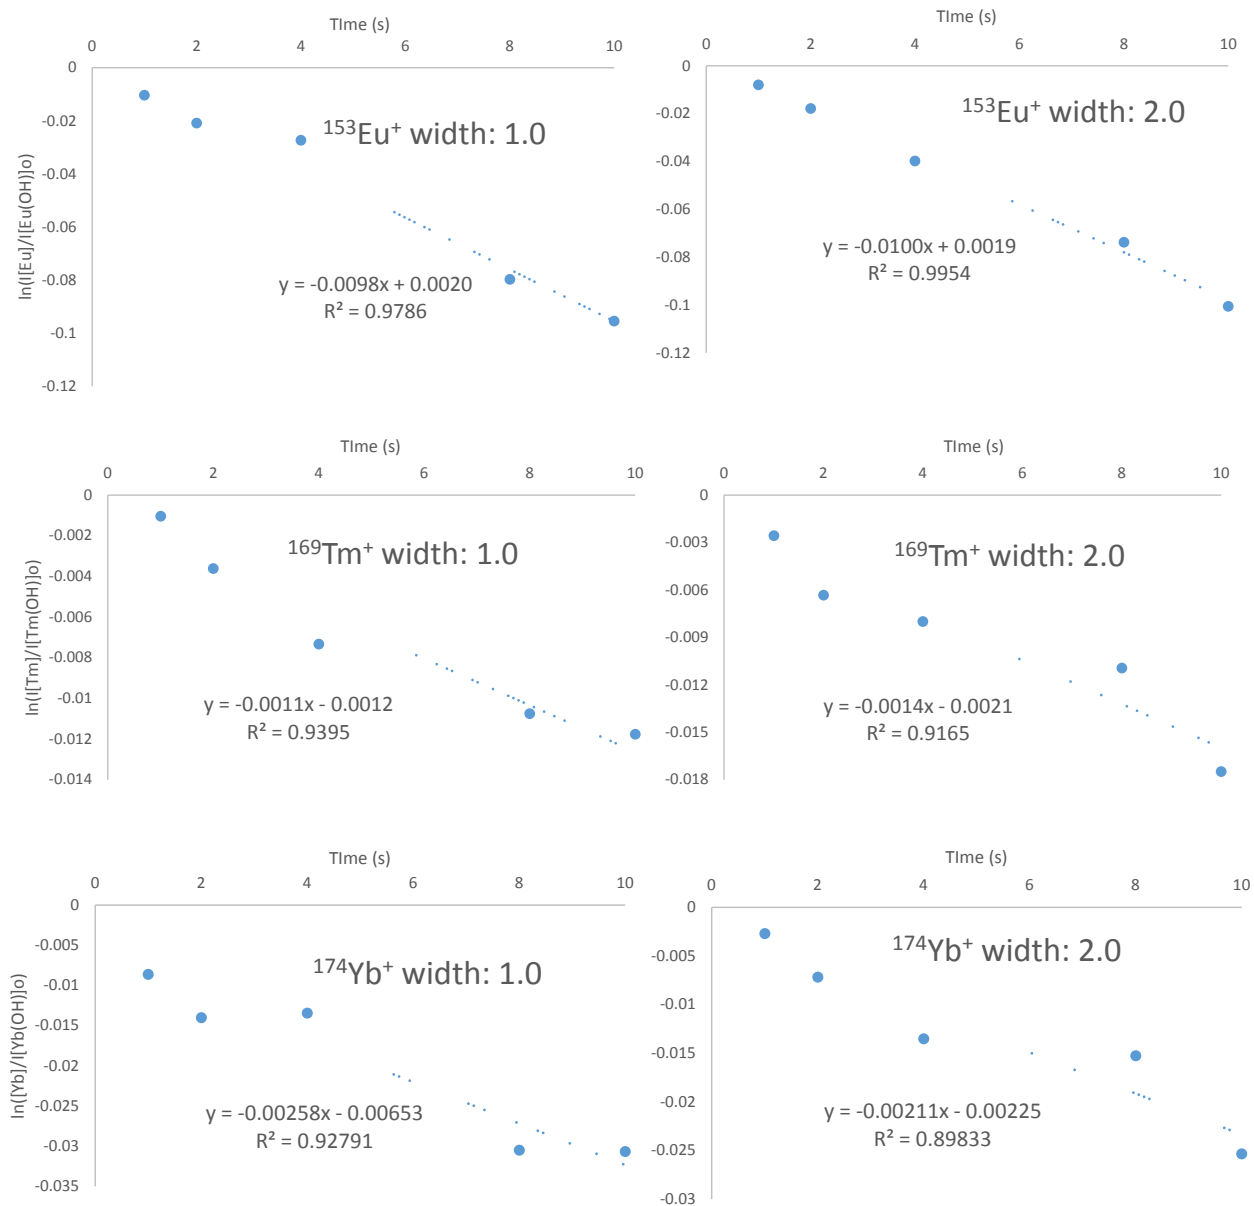 TIme (s)
0 2 4 6 8 10
0
-0.02
-0.04
-0.06
-0.08
-0.1
-0.12
ln(I[Eu]/I[Eu(OH)]o)
¹⁵³Eu⁺ width: 1.0
y = -0.0098x + 0.0020
R² = 0.9786
TIme (s)
0 2 4 6 8 10
0
-0.02
-0.04
-0.06
-0.08
-0.1
-0.12
¹⁵³Eu⁺ width: 2.0
y = -0.0100x + 0.0019
R² = 0.9954
TIme (s)
0 2 4 6 8 10
0
-0.002
-0.004
-0.006
-0.008
-0.01
-0.012
-0.014
ln(I[Tm]/I[Tm(OH)]o)
¹⁶⁹Tm⁺ width: 1.0
y = -0.0011x - 0.0012
R² = 0.9395
TIme (s)
0 2 4 6 8 10
0
-0.003
-0.006
-0.009
-0.012
-0.015
-0.018
¹⁶⁹Tm⁺ width: 2.0
y = -0.0014x - 0.0021
R² = 0.9165
TIme (s)
0 2 4 6 8 10
0
-0.005
-0.01
-0.015
-0.02
-0.025
-0.03
-0.035
ln([Yb]/I[Yb(OH)]o)
¹⁷⁴Yb⁺ width: 1.0
y = -0.00258x - 0.00653
R² = 0.92791
TIme (s)
0 2 4 6 8 10
0
-0.005
-0.01
-0.015
-0.02
-0.025
-0.03
¹⁷⁴Yb⁺ width: 2.0
y = -0.00211x - 0.00225
R² = 0.89833